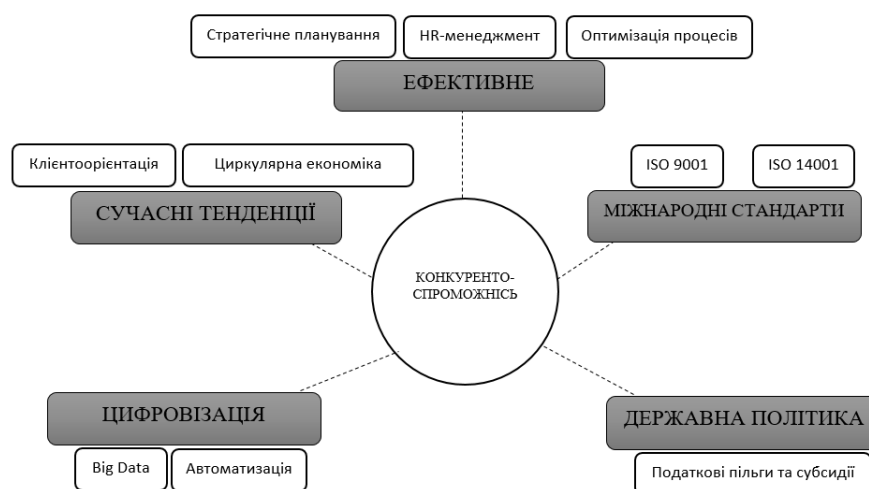 Стратегічне планування
HR-менеджмент
Оптимізація процесів
ЕФЕКТИВНЕ
Клієнтоорієнтація
Циркулярна економіка
ISO 9001
ISO 14001
СУЧАСНІ ТЕНДЕНЦІЇ
МІЖНАРОДНІ СТАНДАРТИ
КОНКУРЕНТО-
СПРОМОЖНІСЬ
ЦИФРОВІЗАЦІЯ
ДЕРЖАВНА ПОЛІТИКА
Big Data
Автоматизація
Податкові пільги та субсидії